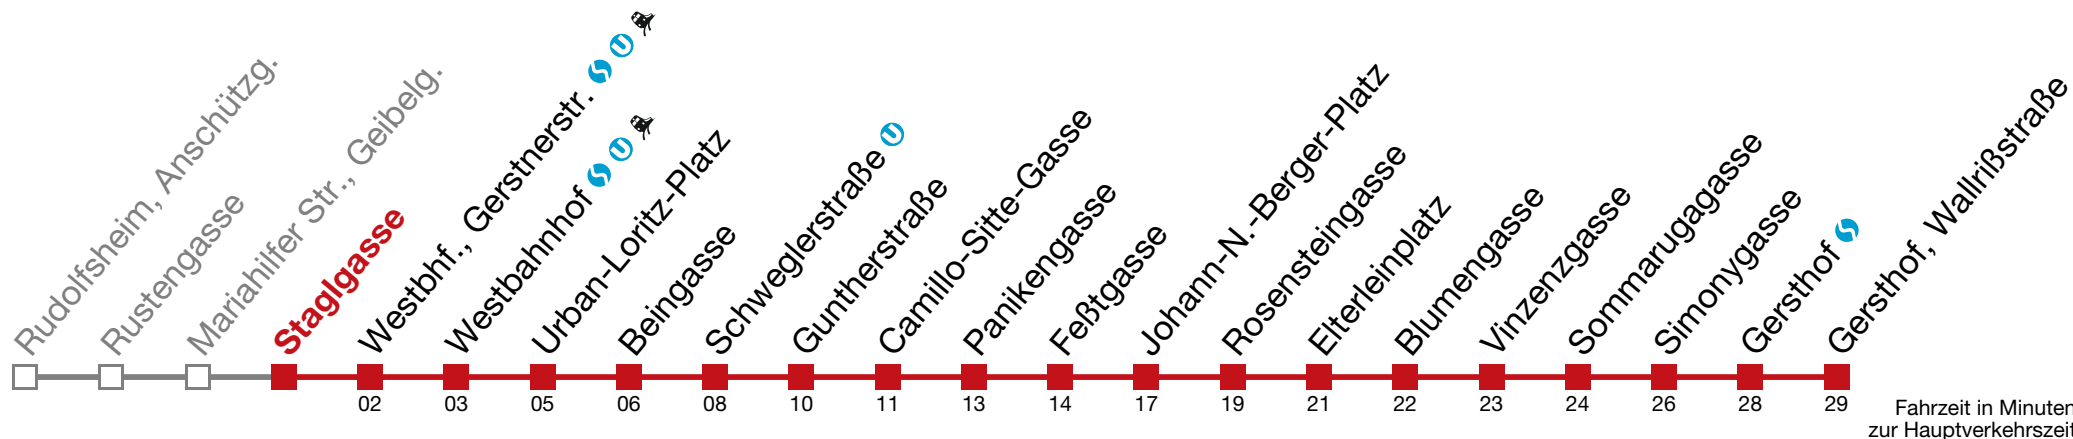 Rudolfsheim, Anschützg.
Rustengasse
Mariahilfer Str., Geibelg.
Staglgasse
Westbhf., Gerstnerstr.
Westbahnhof
Urban-Loritz-Platz
Beingasse
Schweglerstraße
Guntherstraße
Camillo-Sitte-Gasse
Panikengasse
Feßtgasse
Johann-N.-Berger-Platz
Rosensteingasse
Elterleinplatz
Blumengasse
Vinzenzgasse
Sommarugagasse
Simonygasse
Gersthof
Gersthof, Wallrißstraße
02 03 05 06 08 10 11 13 14 17 19 21 22 23 24 26 28 29
Fahrzeit in Minuten
zur Hauptverkehrszeit